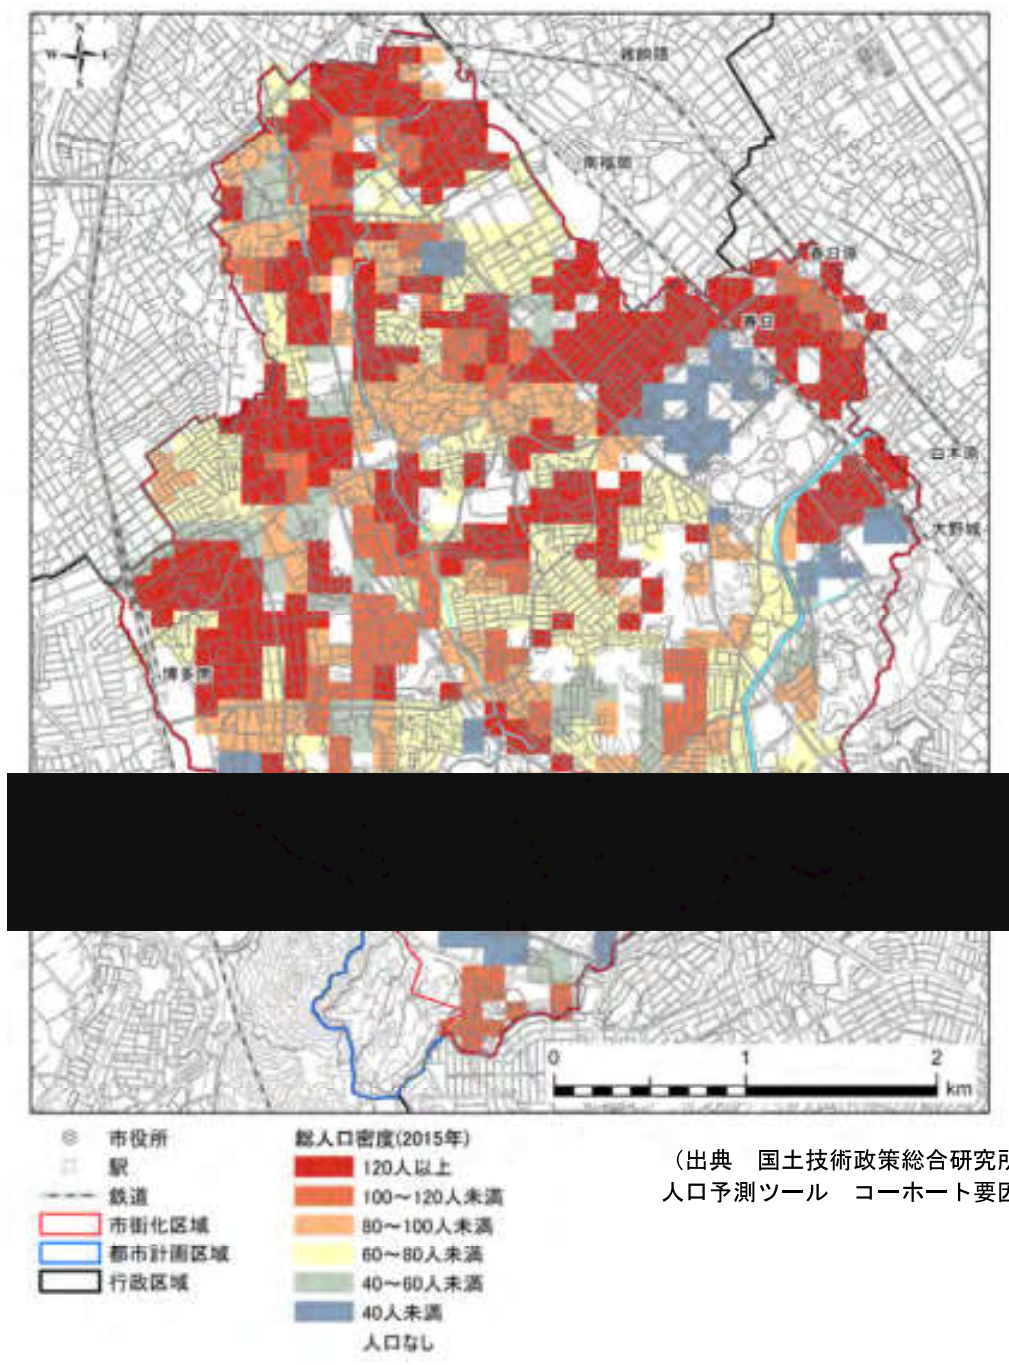 N
W
E
S
雑餉隈
南福岡
春日原
春日
白木原
大野城
博多南
0 1 2
km
市役所
駅
鉄道
市街化区域
都市計画区域
行政区域
総人口密度(2015年)
120人以上
100～120人未満
80～100人未満
60～80人未満
40～60人未満
40人未満
人口なし
（出典　国土技術政策総合研究所
人口予測ツール　コーホート要因